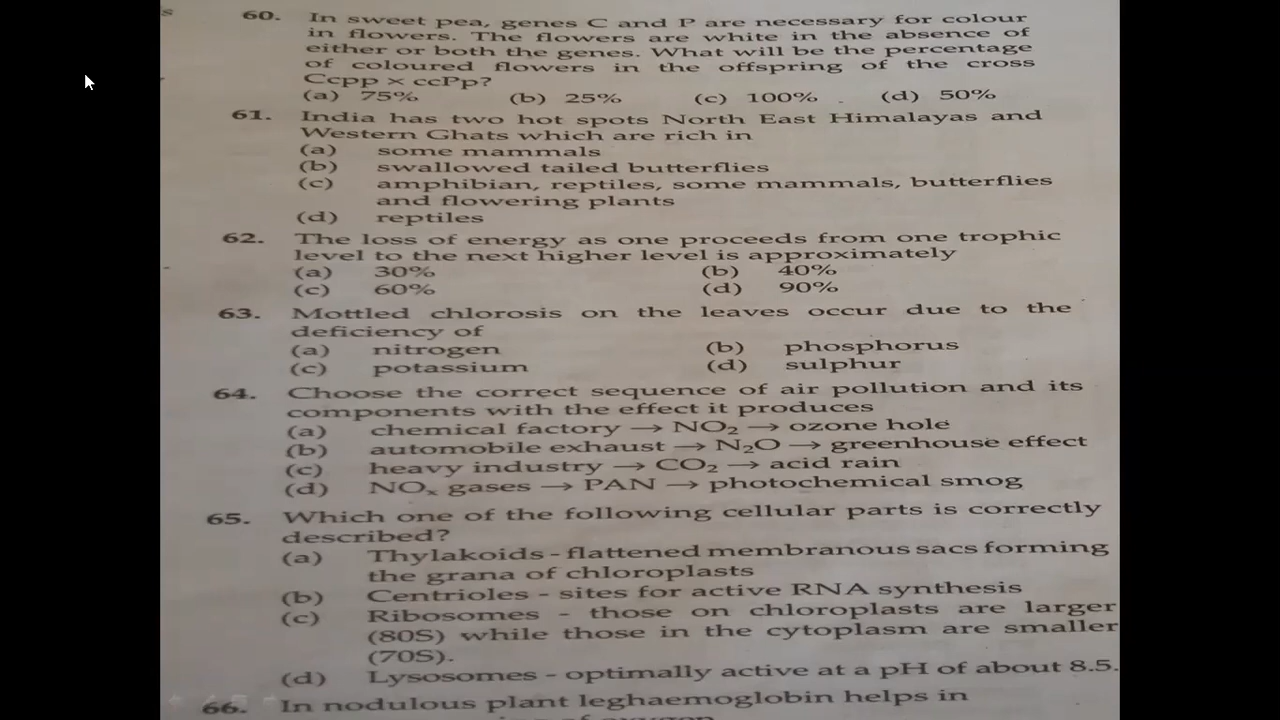 60. In sweet pea, genes C and P are necessary for colour
in flowers. The flowers are white in the absence of
either or both the genes. What will be the percentage
of coloured flowers in the offspring of the cross
Ccpp × ccPp?
(a) 75% (b) 25% (c) 100% (d) 50%
61. India has two hot spots North East Himalayas and
Western Ghats which are rich in
(a) some mammals
(b) swallowed tailed butterflies
(c) amphibian, reptiles, some mammals, butterflies
and flowering plants
(d) reptiles
62. The loss of energy as one proceeds from one trophic
level to the next higher level is approximately
(a) 30% (b) 40%
(c) 60% (d) 90%
63. Mottled chlorosis on the leaves occur due to the
deficiency of
(a) nitrogen (b) phosphorus
(c) potassium (d) sulphur
64. Choose the correct sequence of air pollution and its
components with the effect it produces
(a) chemical factory → NO₂ → ozone hole
(b) automobile exhaust → N₂O → greenhouse effect
(c) heavy industry → CO₂ → acid rain
(d) NOₓ gases → PAN → photochemical smog
65. Which one of the following cellular parts is correctly
described?
(a) Thylakoids - flattened membranous sacs forming
the grana of chloroplasts
(b) Centrioles - sites for active RNA synthesis
(c) Ribosomes - those on chloroplasts are larger
(80S) while those in the cytoplasm are smaller
(70S).
(d) Lysosomes - optimally active at a pH of about 8.5.
66. In nodulous plant leghaemoglobin helps in